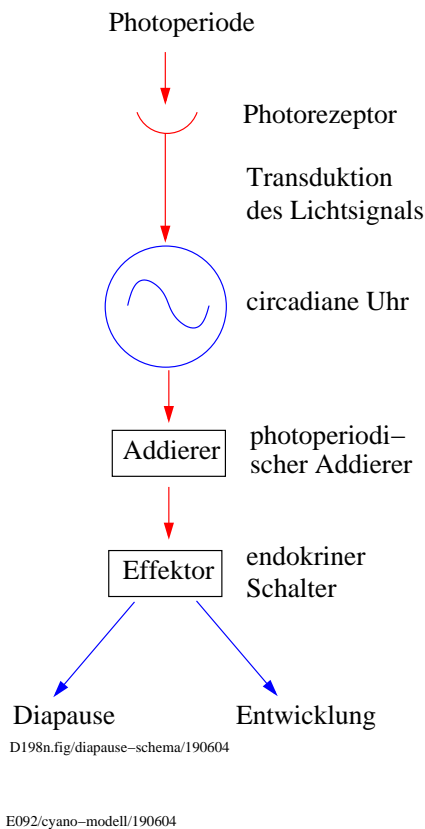 Photoperiode
Photorezeptor
Transduktion
des Lichtsignals
circadiane Uhr
Addierer
photoperiodi−
scher Addierer
Effektor
endokriner
Schalter
Diapause
Entwicklung
D198n.fig/diapause−schema/190604
E092/cyano−modell/190604